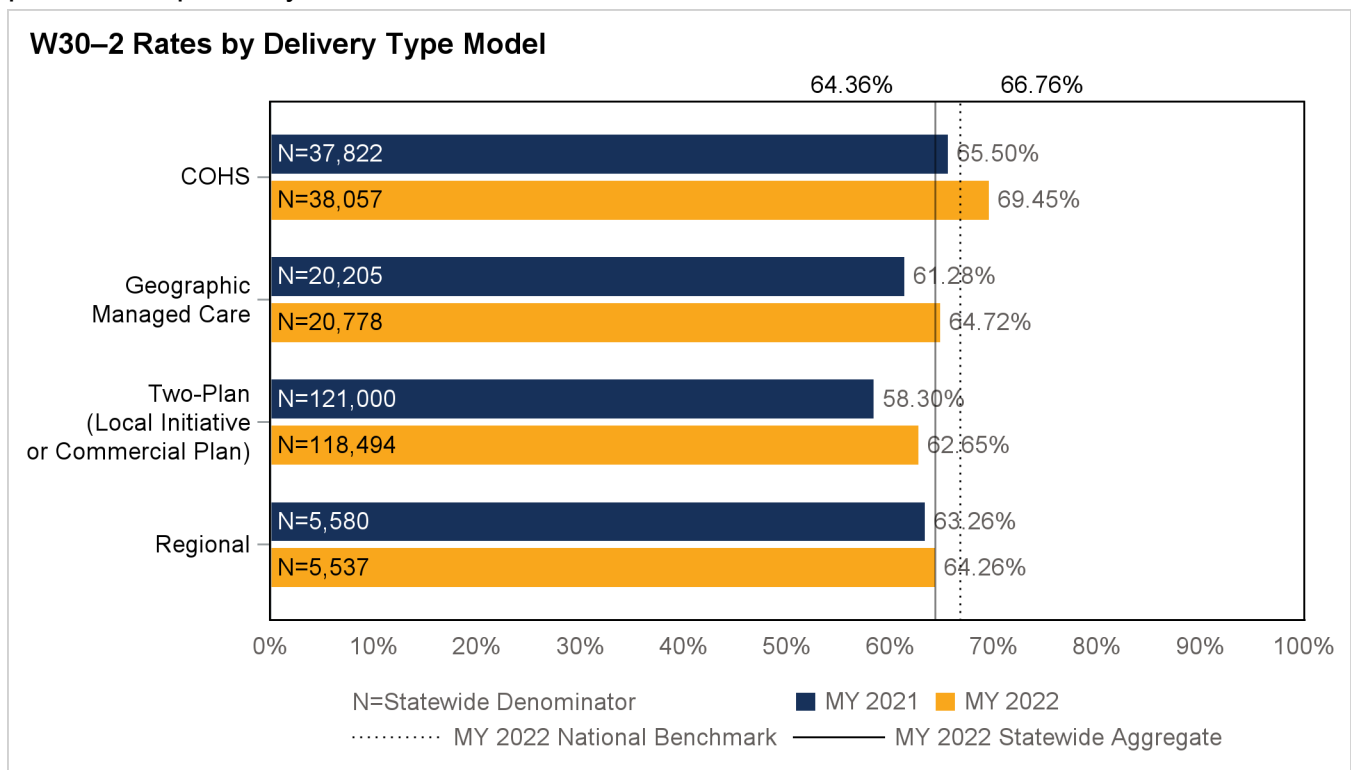 W30–2 Rates by Delivery Type Model
64.36% 66.76%
COHS
N=37,822 65.50%
N=38,057 69.45%
Geographic
Managed Care
N=20,205 61.28%
N=20,778 64.72%
Two-Plan
(Local Initiative
or Commercial Plan)
N=121,000 58.30%
N=118,494 62.65%
Regional
N=5,580 63.26%
N=5,537 64.26%
0% 10% 20% 30% 40% 50% 60% 70% 80% 90% 100%
N=Statewide Denominator MY 2021 MY 2022
MY 2022 National Benchmark MY 2022 Statewide Aggregate